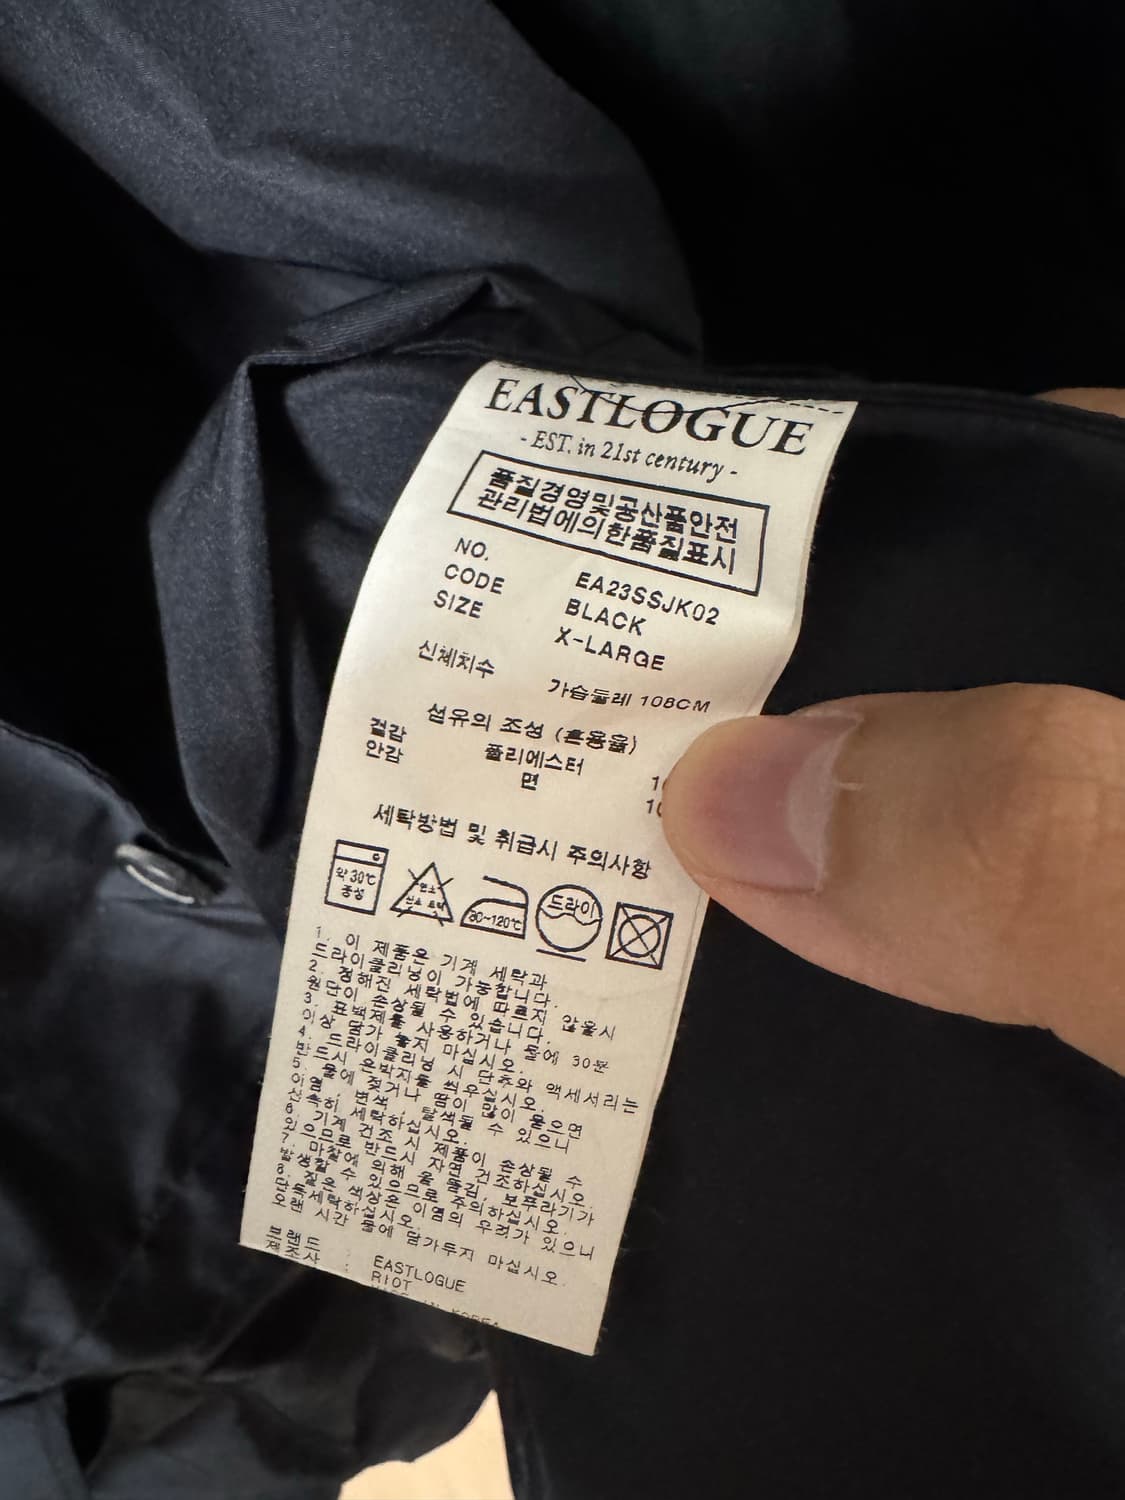 EASTLOGUE
- EST. in 21st century -
품질경영및공산품안전
관리법에의한품질표시
NO. EA23SSJK02
CODE BLACK
SIZE X-LARGE
신체치수 가슴둘레 108CM
섬유의 조성 (혼용율)
겉감 폴리에스터
안감 면
세탁방법 및 취급시 주의사항
약 30℃
중성
염소
산소 표백
80~120℃
드라이
1. 이 제품은 기계 세탁과
드라이클리닝이 가능합니다.
2. 정해진 세탁법에 따르지 않을시
원단이 손상될 수 있습니다.
3. 표백제를 사용하거나 물에 30분
이상 담가 놓지 마십시오.
4. 드라이클리닝 시 단추와 액세서리는
반드시 은박지를 씌우십시오.
5. 물에 젖거나 땀이 많이 묻으면
이염, 변색, 탈색될 수 있으니
신속히 세탁하십시오.
6. 기계 건조시 제품이 손상될 수
있으므로 반드시 자연 건조하십시오.
7. 마찰에 의해 올 뜯김, 보푸라기가
발생할 수 있으므로 주의하십시오.
8. 짙은 색상은 이염의 우려가 있으니
단독세탁하십시오.
오랜 시간 물에 담가두지 마십시오.
브랜드 : EASTLOGUE
제조사 : RIOT
MADE IN KOREA